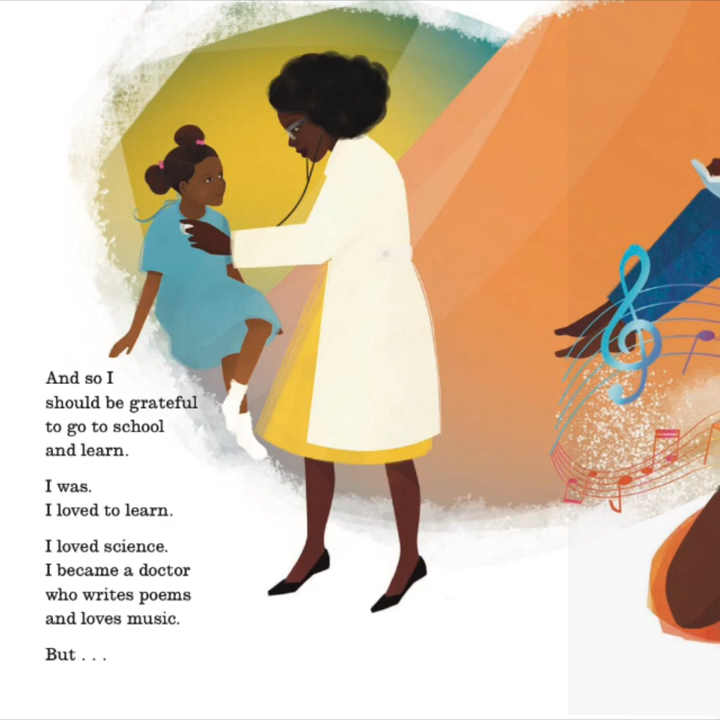 And so I
should be grateful
to go to school
and learn.
I was.
I loved to learn.
I loved science.
I became a doctor
who writes poems
and loves music.
But . . .